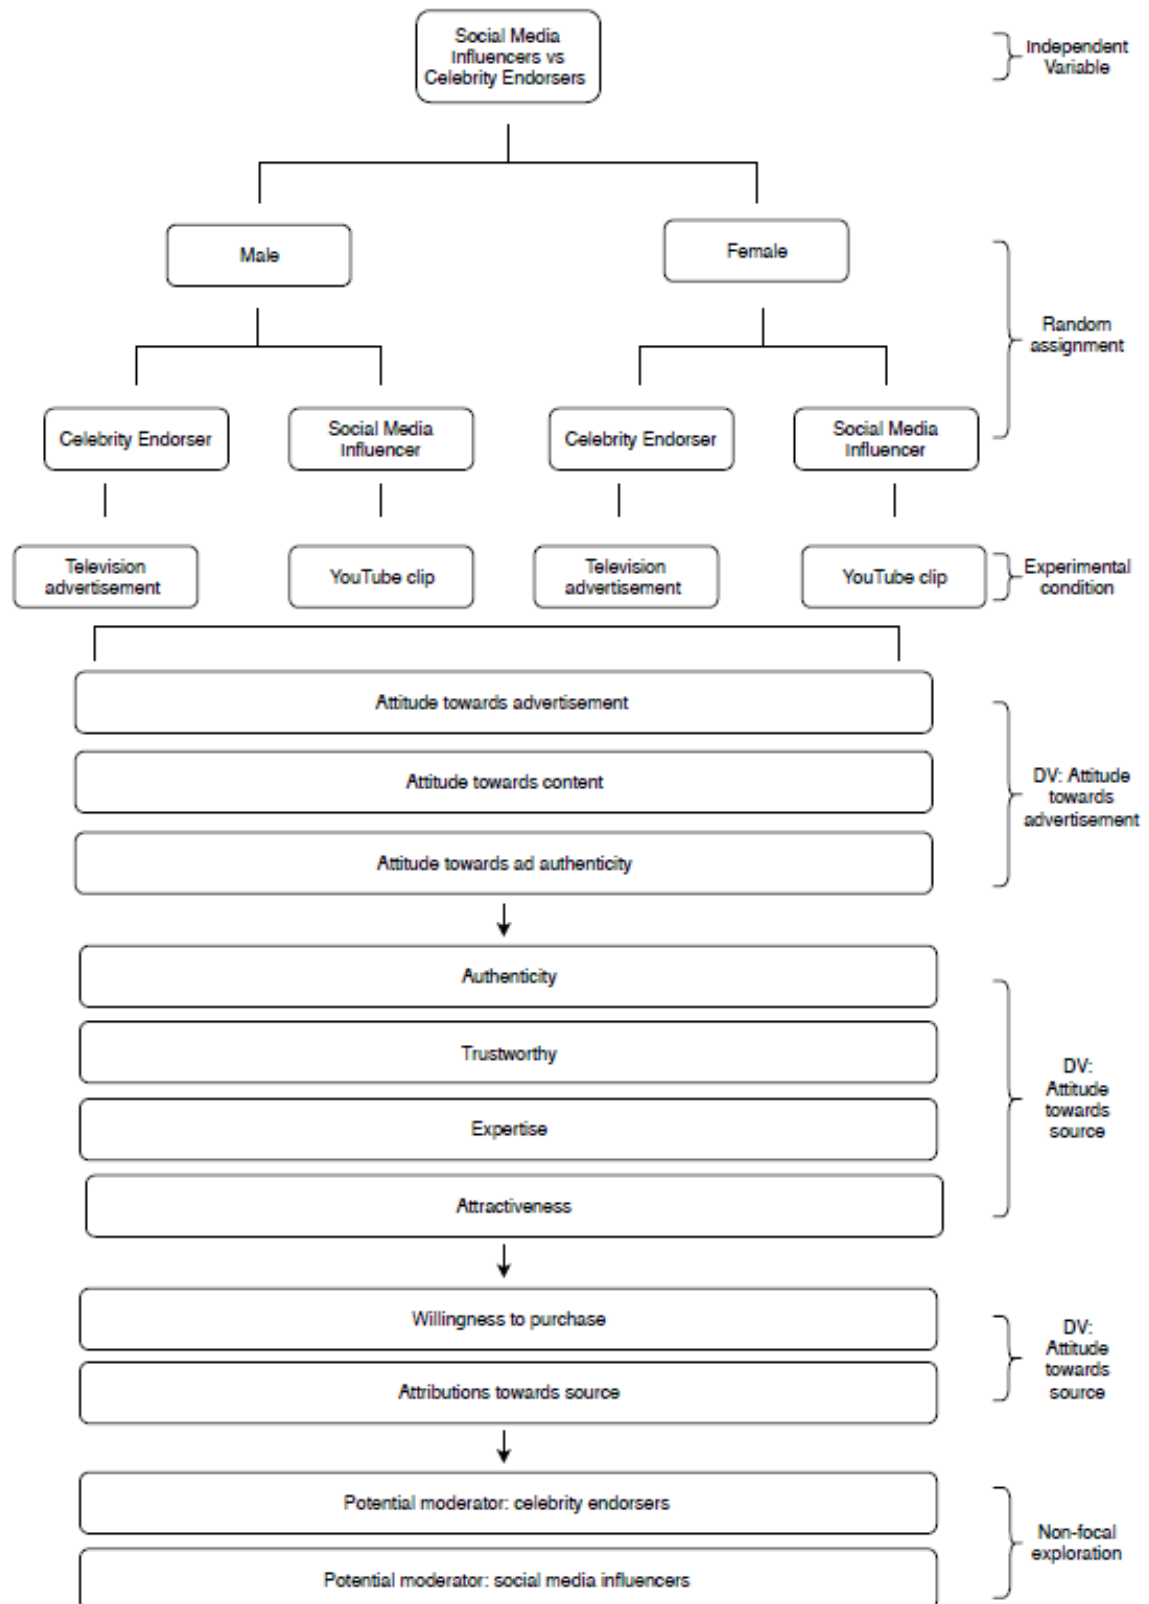 Social Media
Influencers vs
Celebrity Endorsers
Independent
Variable
Male
Female
Random
assignment
Celebrity Endorser
Social Media
Influencer
Celebrity Endorser
Social Media
Influencer
Television
advertisement
YouTube clip
Television
advertisement
YouTube clip
Experimental
condition
Attitude towards advertisement
Attitude towards content
Attitude towards ad authenticity
DV: Attitude
towards
advertisement
Authenticity
Trustworthy
Expertise
Attractiveness
DV:
Attitude
towards
source
Willingness to purchase
Attributions towards source
DV:
Attitude
towards
source
Potential moderator: celebrity endorsers
Potential moderator: social media influencers
Non-focal
exploration